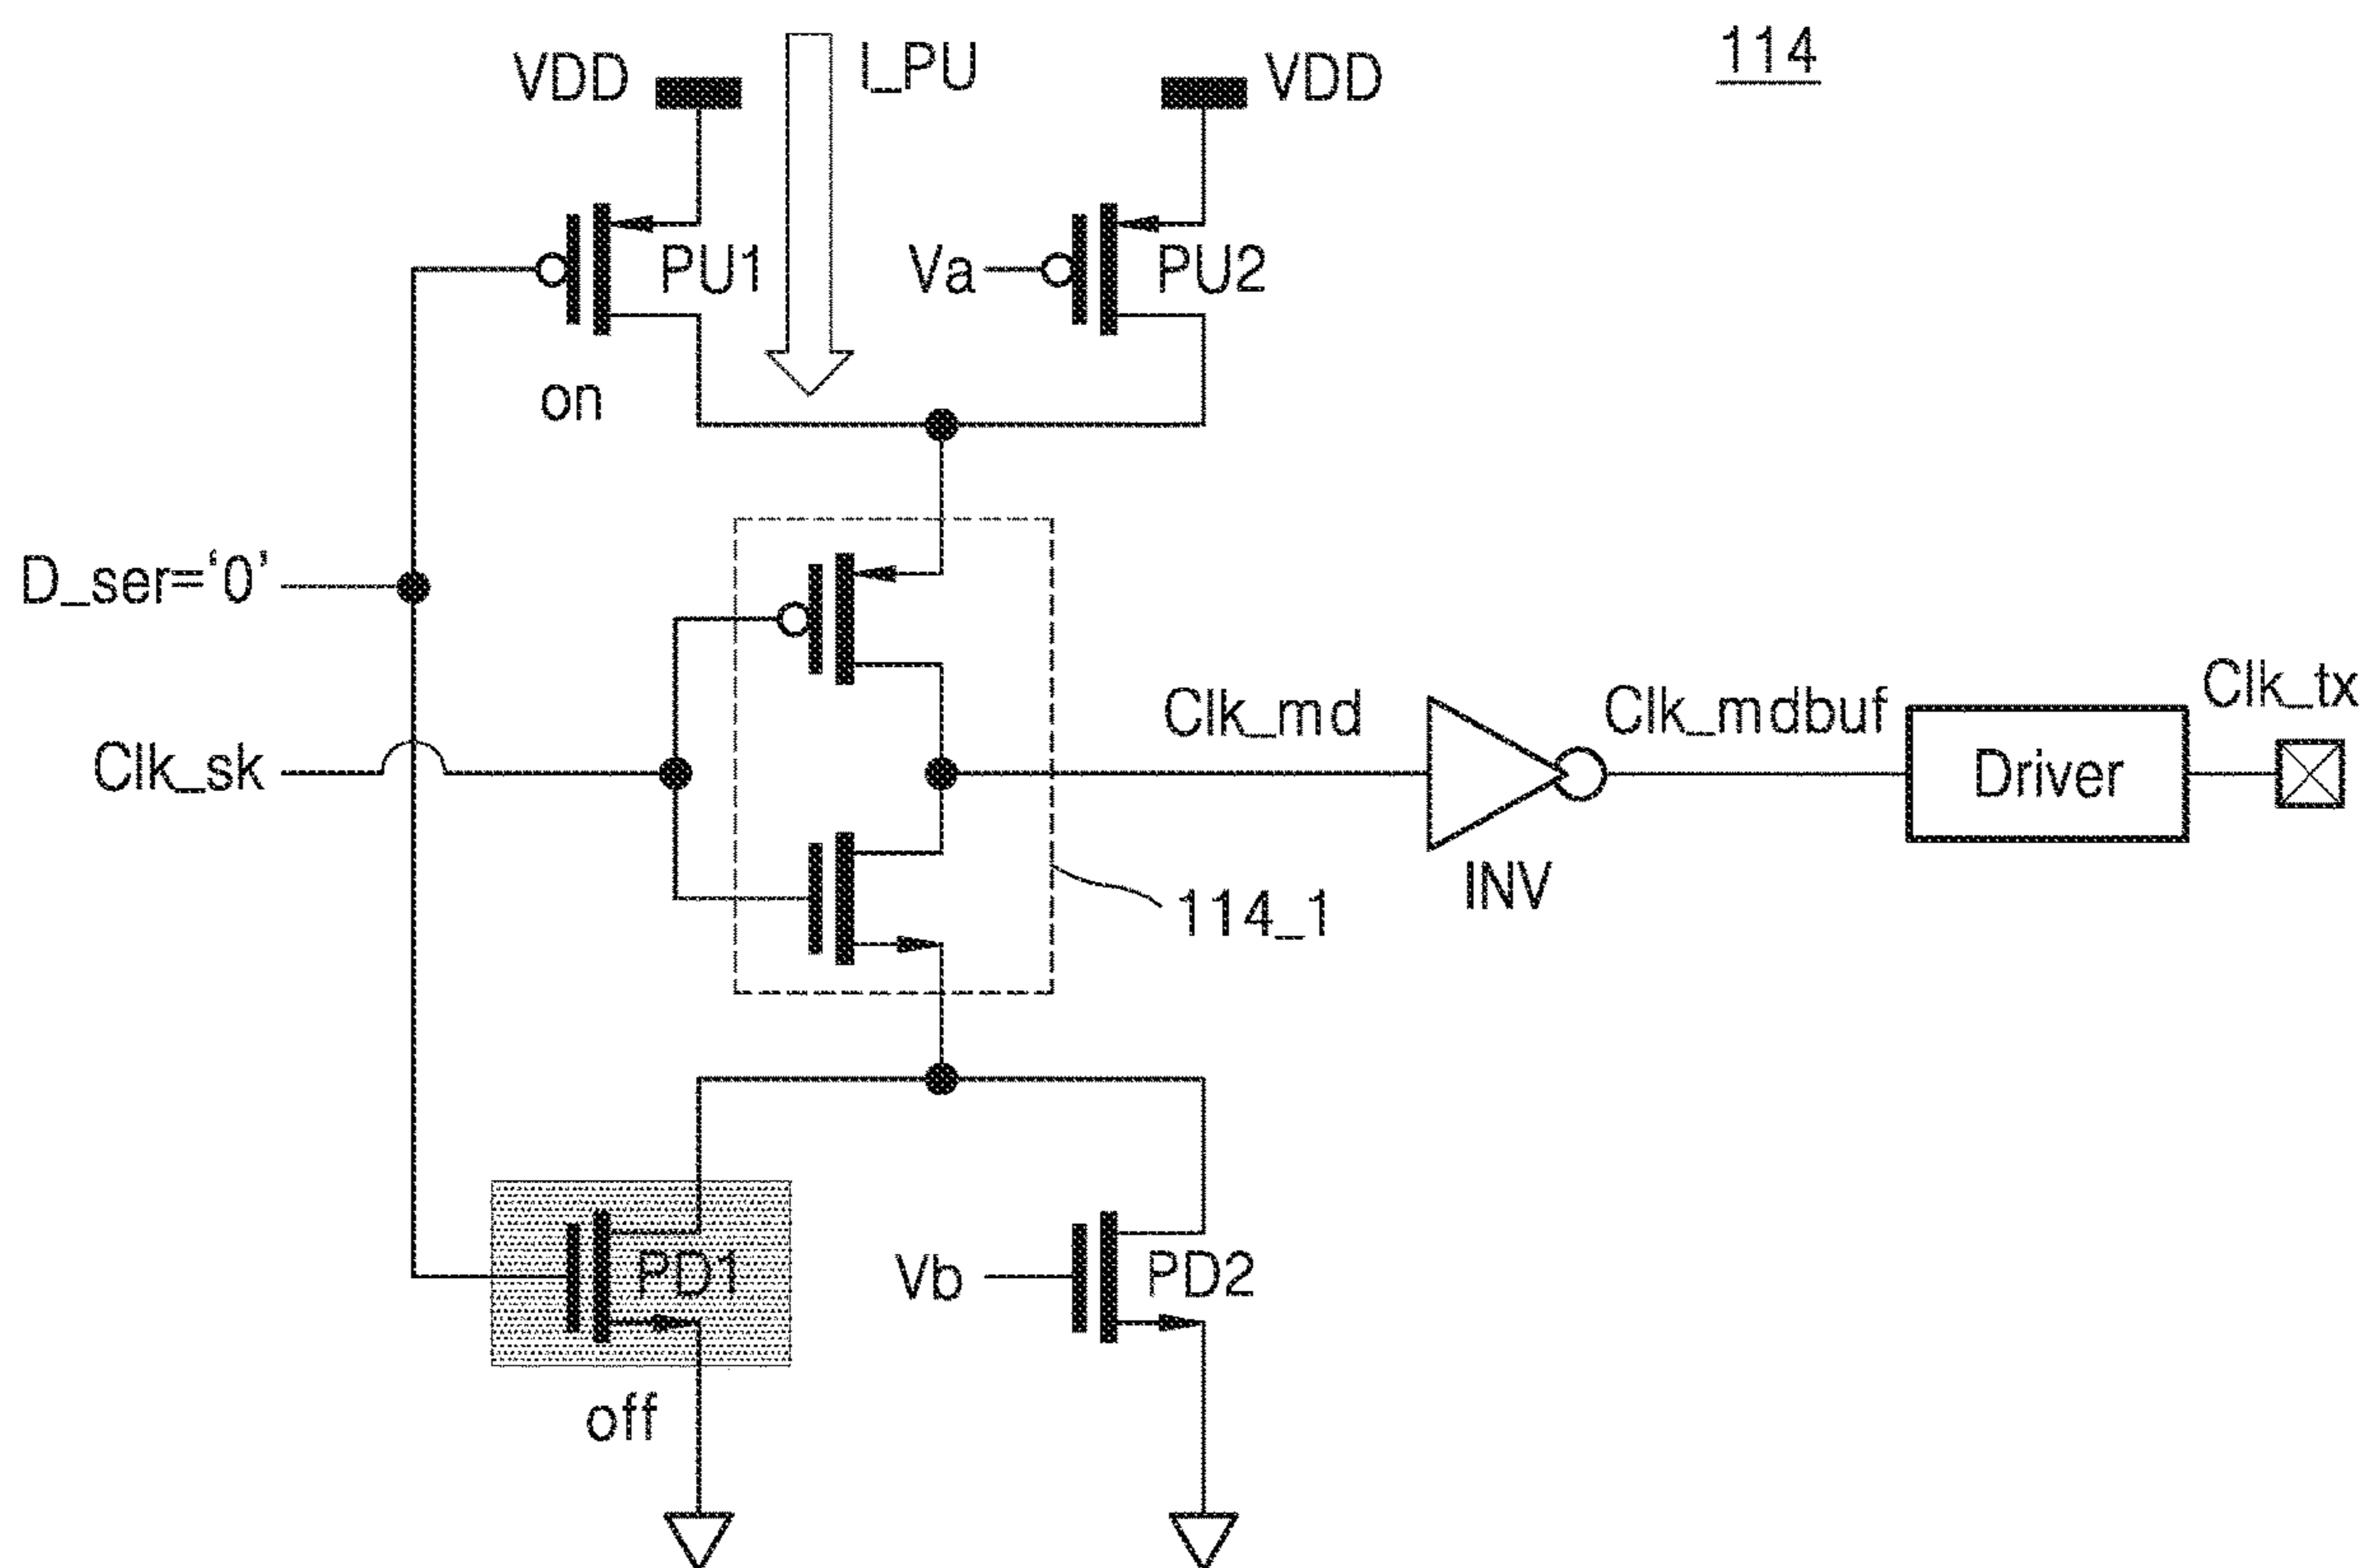 114
VDD
I_PU
VDD
PU1
Va
PU2
on
D_ser=‘0’
Clk_sk
Clk_md
Clk_mdbuf
Clk_tx
Driver
INV
114_1
PD1
Vb
PD2
off